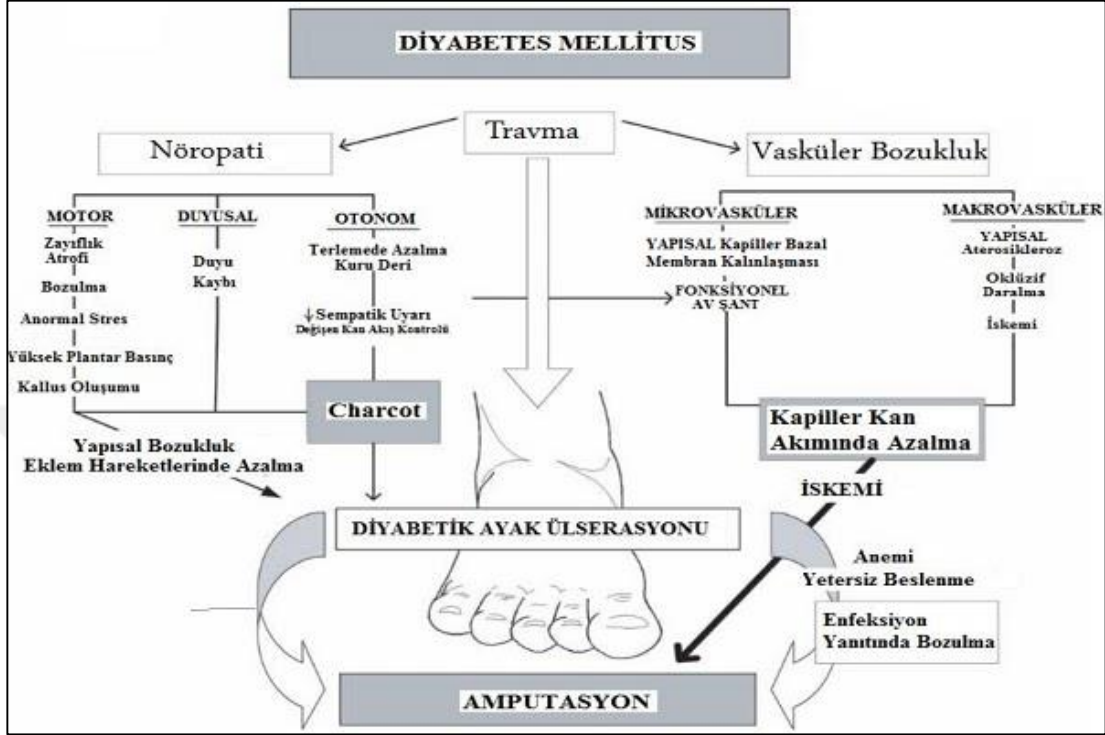 DİYABETES MELLİTUS
Travma
Nöropati
Vasküler Bozukluk
MOTOR
Zayıflık
Atrofi
Bozulma
Anormal Stres
Yüksek Plantar Basınç
Kallus Oluşumu
DUYUSAL
Duyu
Kaybı
OTONOM
Terlemede Azalma
Kuru Deri
↓Sempatik Uyarı
Değişen Kan Akış Kontrolü
MİKROVASKÜLER
YAPISAL Kapiller Bazal
Membran Kalınlaşması
FONKSİYONEL
AV ŞANT
MAKROVASKÜLER
YAPISAL
Aterosikleroz
Oklüzif
Daralma
İskemi
Charcot
Kapiller Kan
Akımında Azalma
Yapısal Bozukluk
Eklem Hareketlerinde Azalma
İSKEMİ
DİYABETİK AYAK ÜLSERASYONU
Anemi
Yetersiz Beslenme
Enfeksiyon
Yanıtında Bozulma
AMPUTASYON